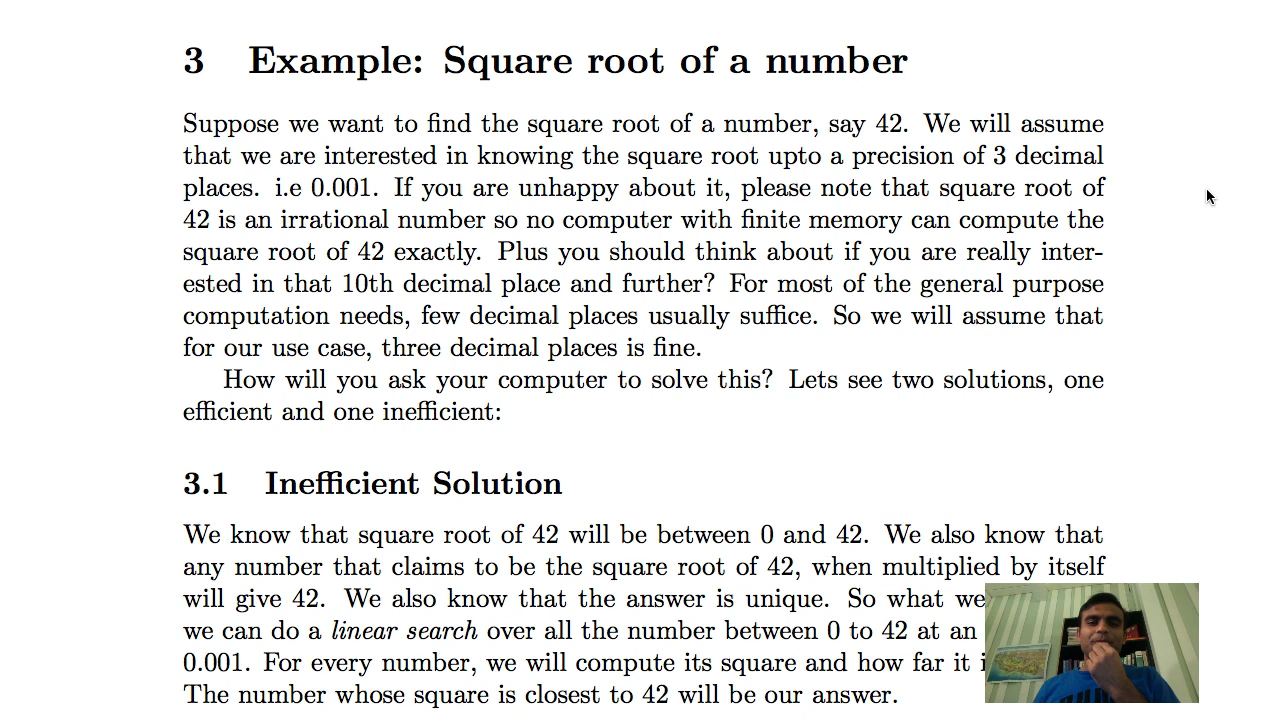 3 Example: Square root of a number
Suppose we want to find the square root of a number, say 42. We will assume
that we are interested in knowing the square root upto a precision of 3 decimal
places. i.e 0.001. If you are unhappy about it, please note that square root of
42 is an irrational number so no computer with finite memory can compute the
square root of 42 exactly. Plus you should think about if you are really inter-
ested in that 10th decimal place and further? For most of the general purpose
computation needs, few decimal places usually suffice. So we will assume that
for our use case, three decimal places is fine.
How will you ask your computer to solve this? Lets see two solutions, one
efficient and one inefficient:
3.1 Inefficient Solution
We know that square root of 42 will be between 0 and 42. We also know that
any number that claims to be the square root of 42, when multiplied by itself
will give 42. We also know that the answer is unique. So what we
we can do a linear search over all the number between 0 to 42 at an
0.001. For every number, we will compute its square and how far it
The number whose square is closest to 42 will be our answer.